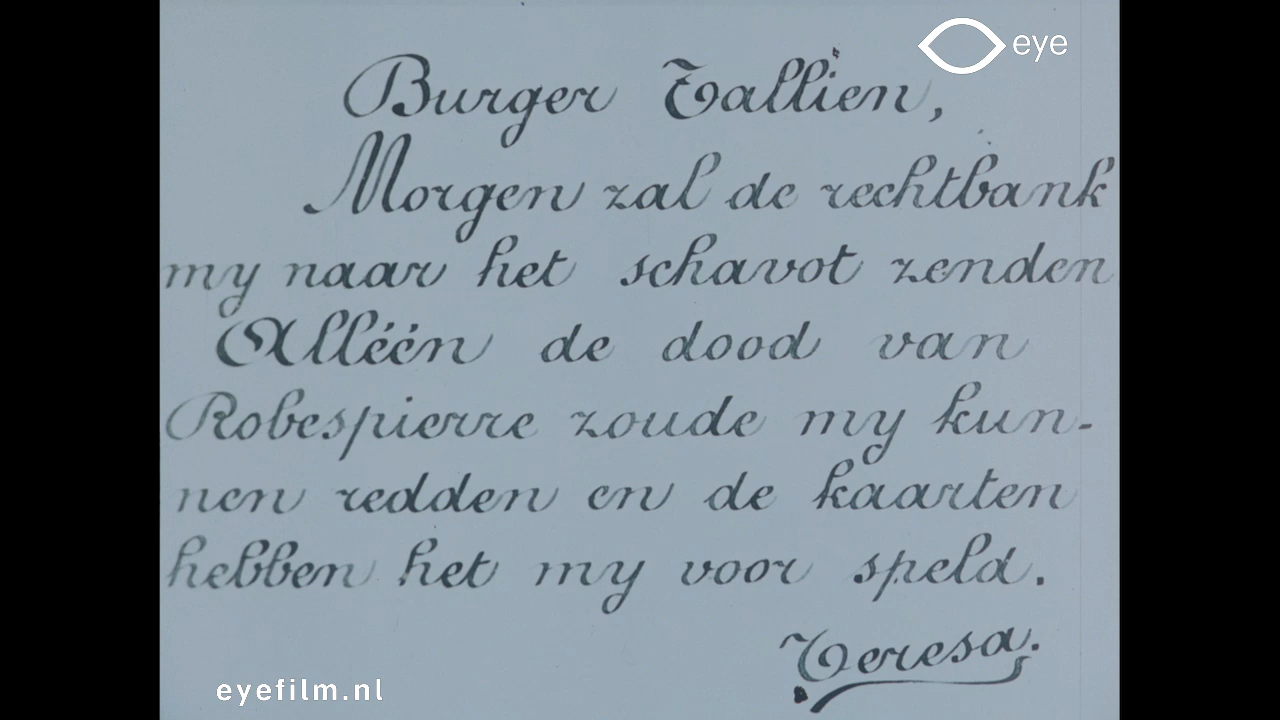 eye
Burger Tallien,
Morgen zal de rechtbank
my naar het schavot zenden
Alléén de dood van
Robespierre zoude my kun-
nen redden en de kaarten
hebben het my voor speld.
Teresa.
eyefilm.nl